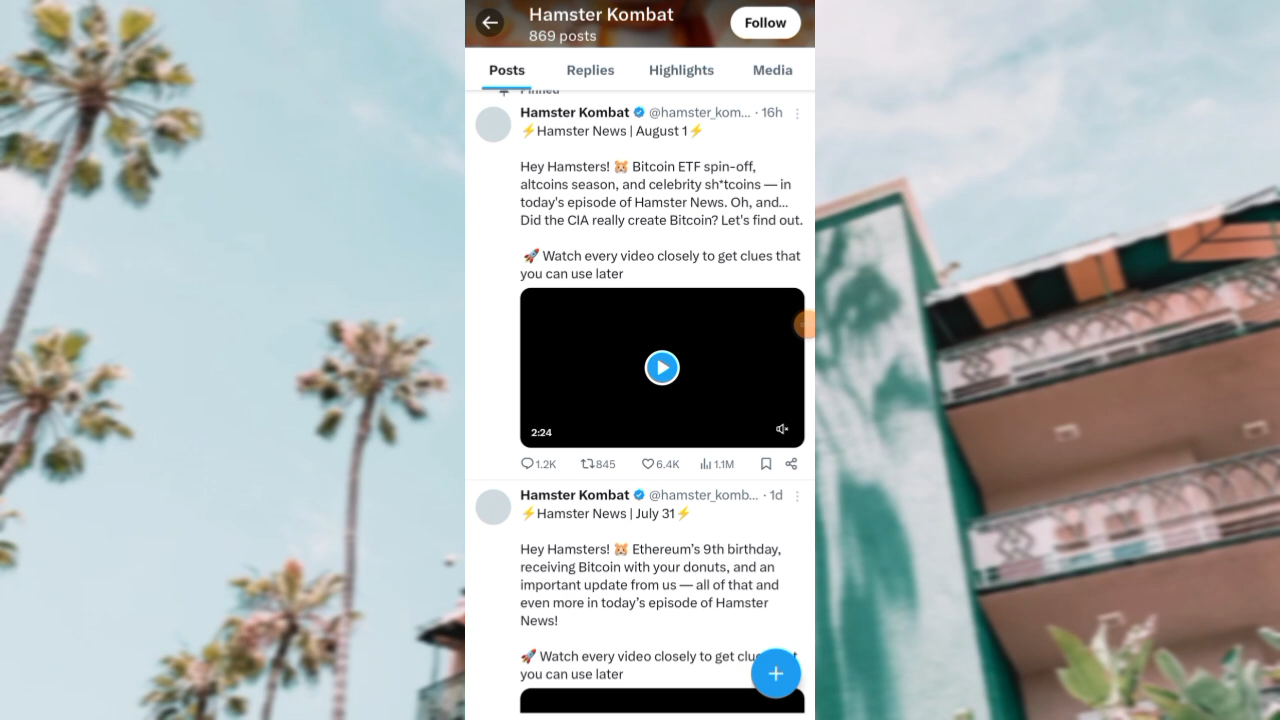 Hamster Kombat
869 posts
Follow
Posts Replies Highlights Media
Pinned
Hamster Kombat @hamster_kom... · 16h
⚡Hamster News | August 1⚡
Hey Hamsters! 🐹 Bitcoin ETF spin-off,
altcoins season, and celebrity sh*tcoins — in
today's episode of Hamster News. Oh, and...
Did the CIA really create Bitcoin? Let's find out.
🚀 Watch every video closely to get clues that
you can use later
2:24
1.2K 845 6.4K 1.1M
Hamster Kombat @hamster_komb... · 1d
⚡Hamster News | July 31⚡
Hey Hamsters! 🐹 Ethereum’s 9th birthday,
receiving Bitcoin with your donuts, and an
important update from us — all of that and
even more in today’s episode of Hamster
News!
🚀 Watch every video closely to get
you can use later